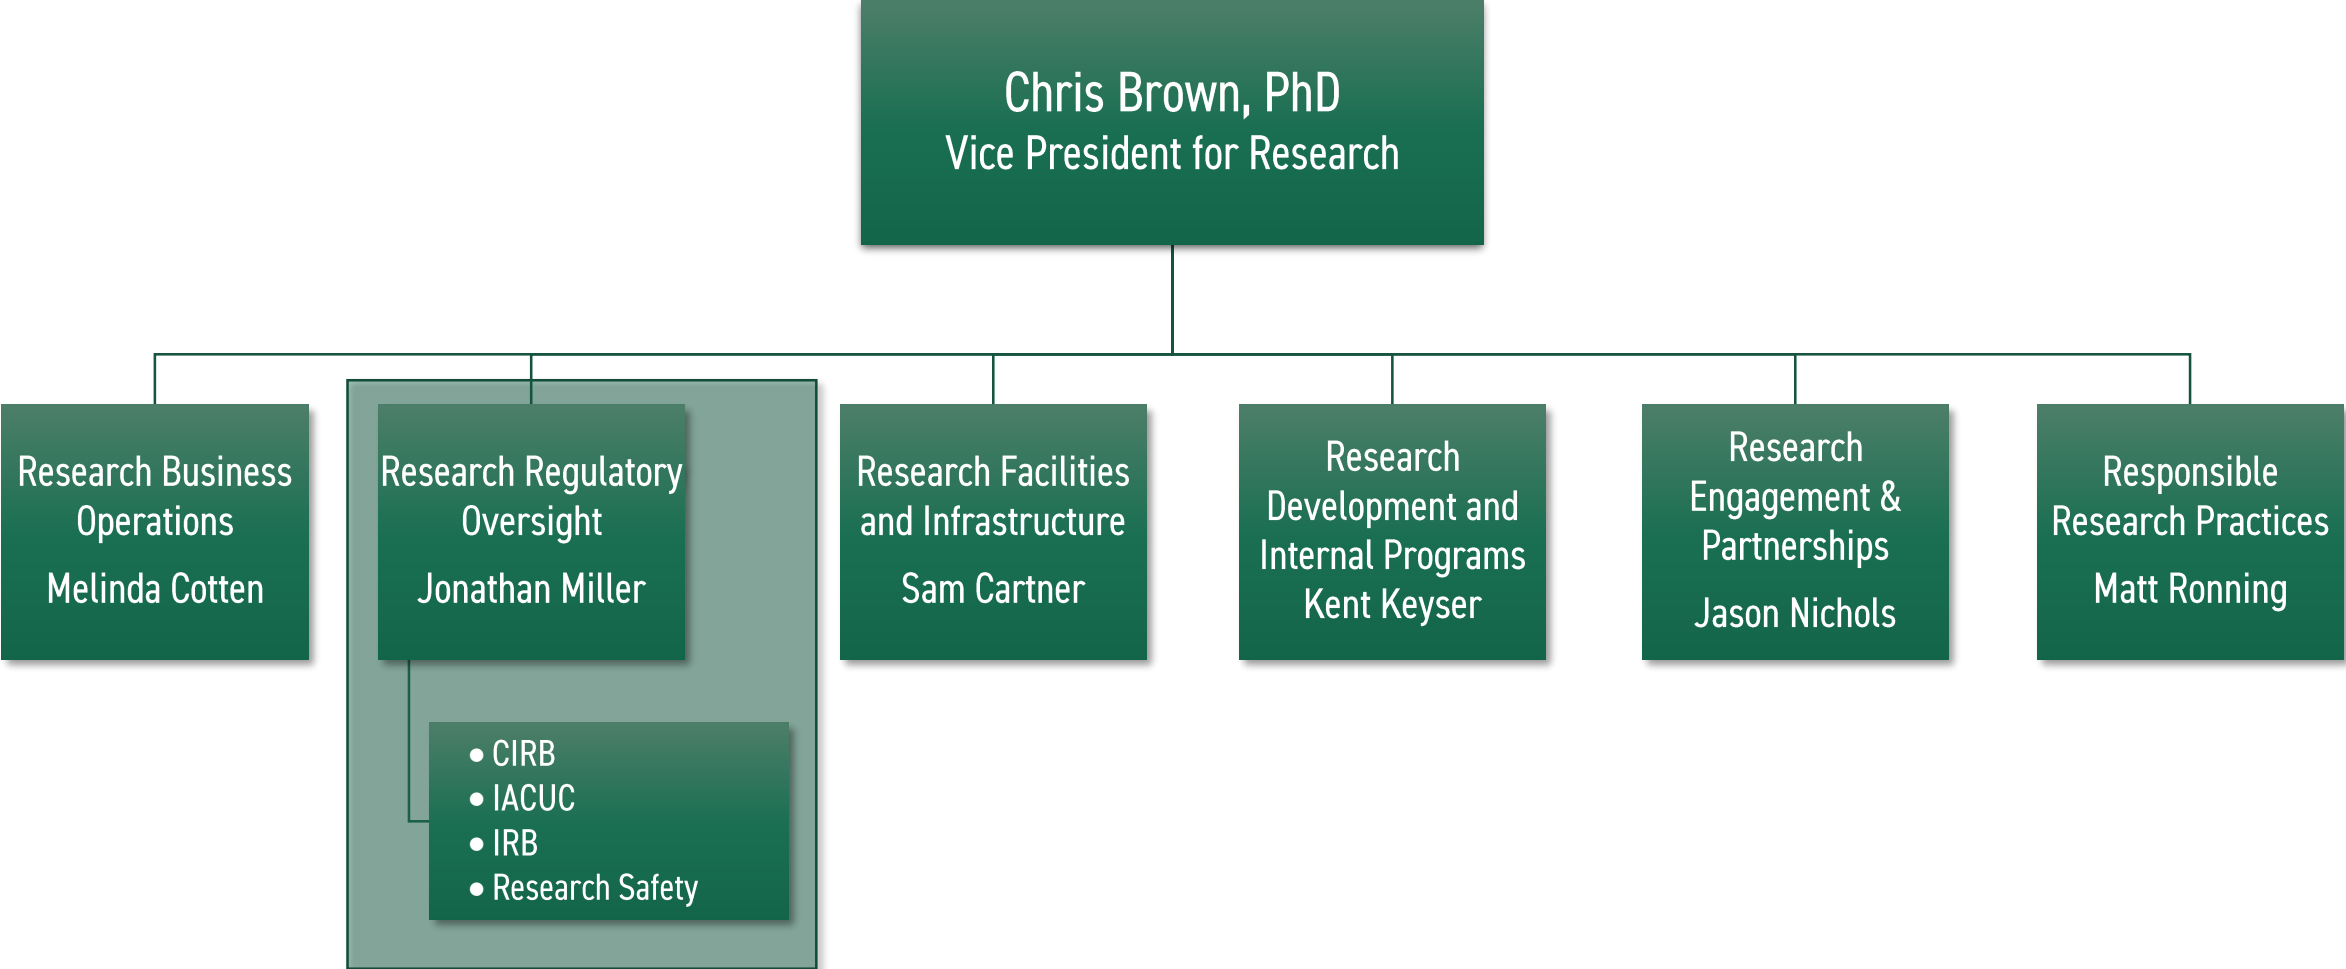 Chris Brown, PhD
Vice President for Research
Research Business
Operations
Melinda Cotten
Research Regulatory
Oversight
Jonathan Miller
● CIRB
● IACUC
● IRB
● Research Safety
Research Facilities
and Infrastructure
Sam Cartner
Research
Development and
Internal Programs
Kent Keyser
Research
Engagement &
Partnerships
Jason Nichols
Responsible
Research Practices
Matt Ronning